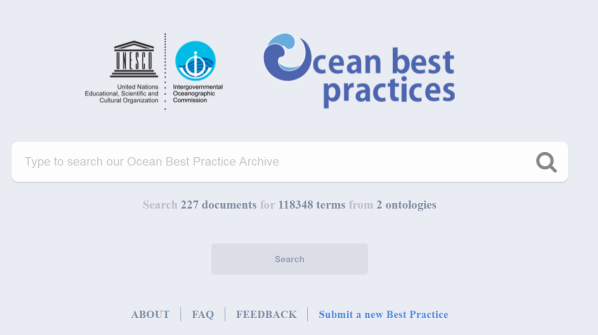 UNESCO
United Nations
Educational, Scientific and
Cultural Organization
Intergovernmental
Oceanographic
Commission
Ocean best
practices
Type to search our Ocean Best Practice Archive
Search 227 documents for 118348 terms from 2 ontologies
Search
ABOUT
FAQ
FEEDBACK
Submit a new Best Practice